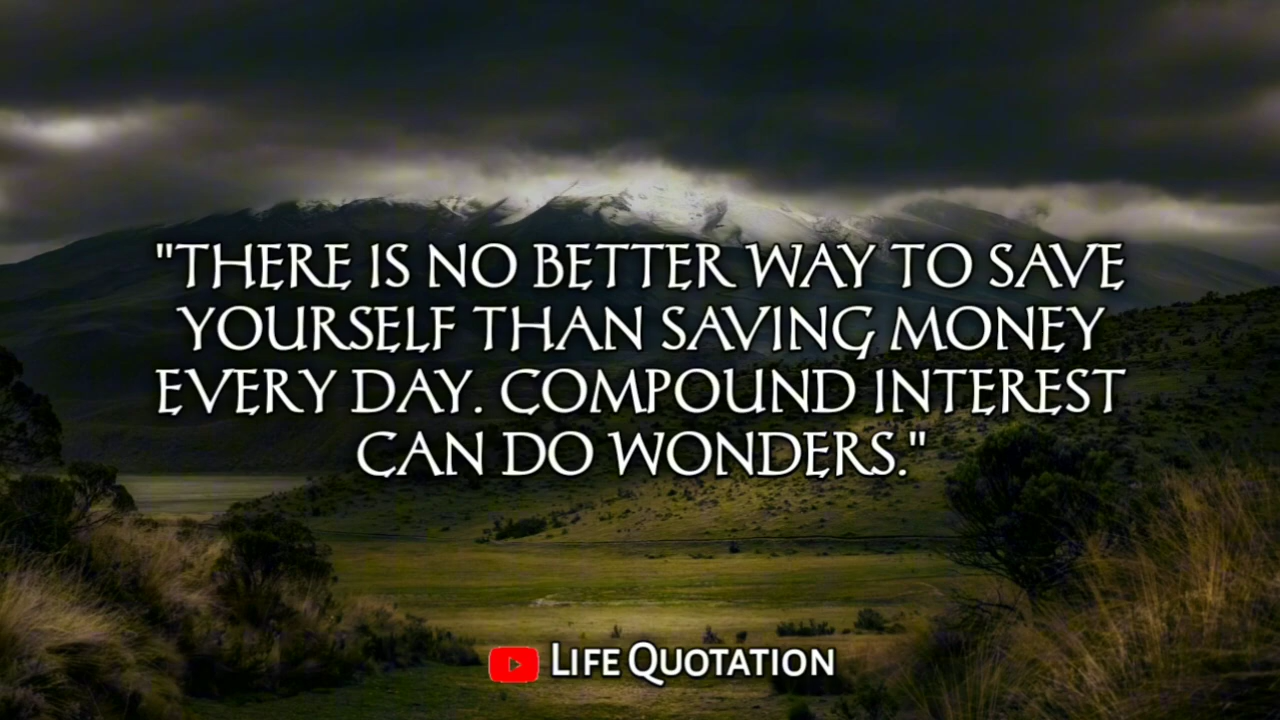 "THERE IS NO BETTER WAY TO SAVE
YOURSELF THAN SAVING MONEY
EVERY DAY. COMPOUND INTEREST
CAN DO WONDERS."
LIFE QUOTATION